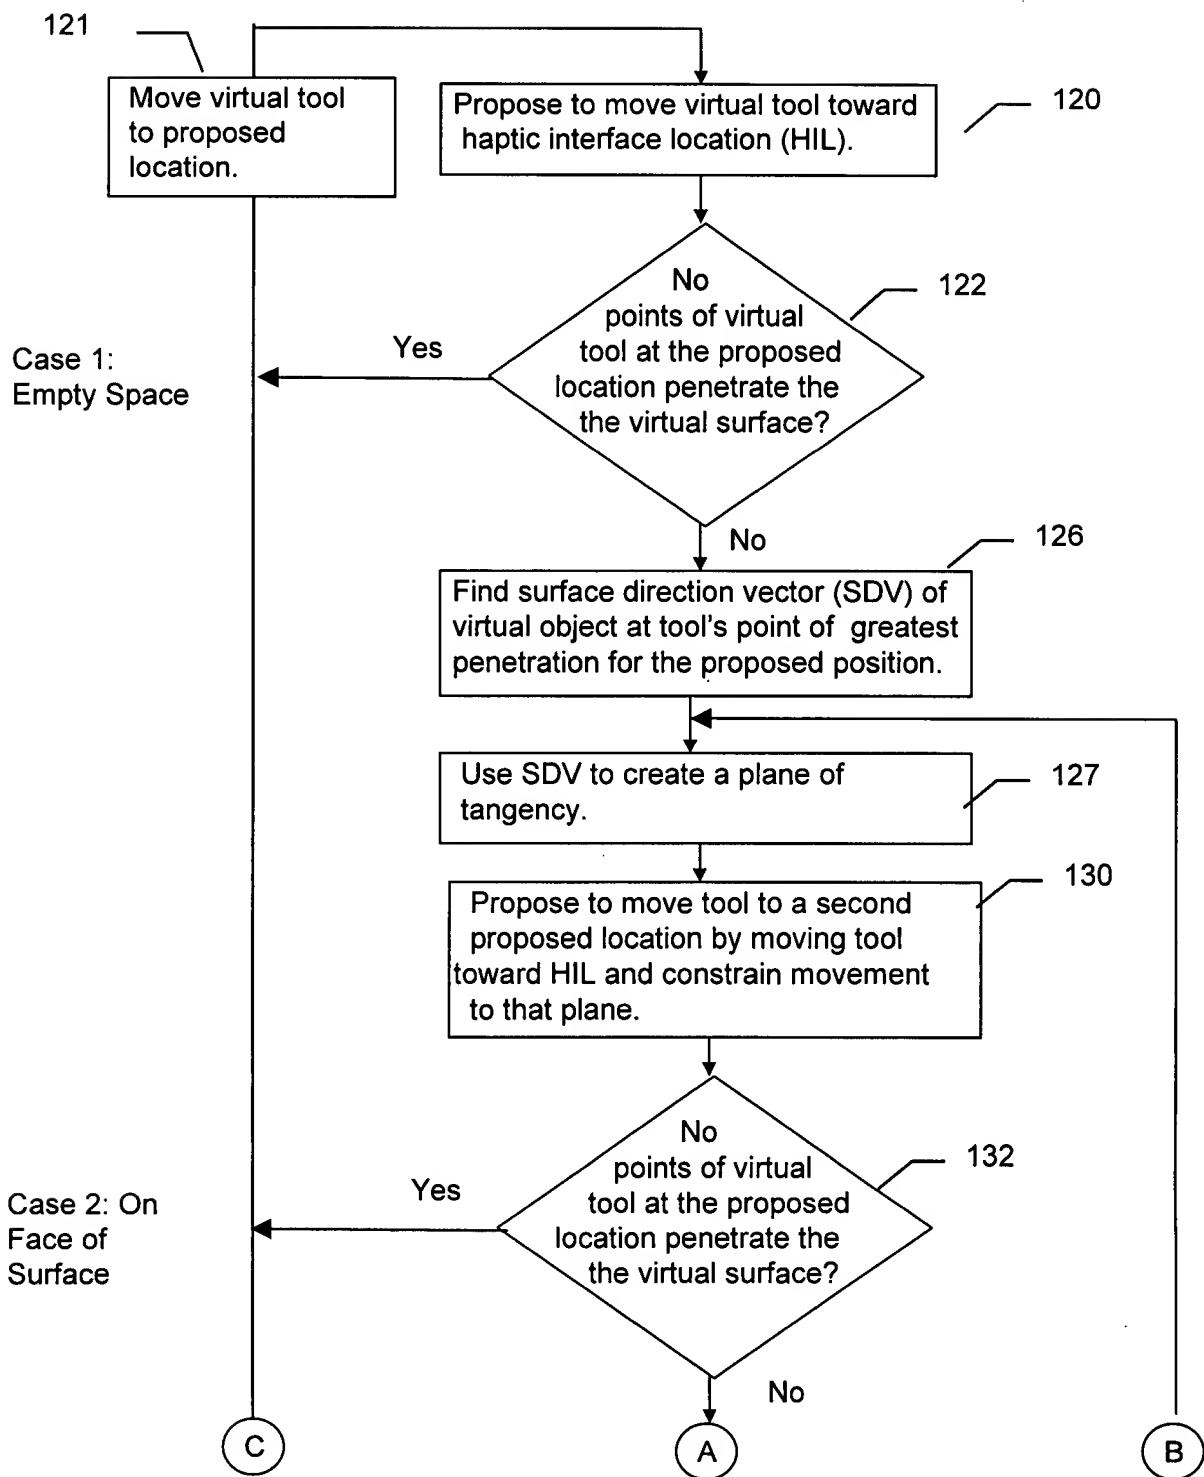 121
Move virtual tool
to proposed
location.
Propose to move virtual tool toward
haptic interface location (HIL).
120
No
points of virtual
tool at the proposed
location penetrate the
the virtual surface?
122
Yes
Case 1:
Empty Space
No
126
Find surface direction vector (SDV) of
virtual object at tool's point of greatest
penetration for the proposed position.
Use SDV to create a plane of
tangency.
127
130
Propose to move tool to a second
proposed location by moving tool
toward HIL and constrain movement
to that plane.
No
points of virtual
tool at the proposed
location penetrate the
the virtual surface?
132
Yes
Case 2: On
Face of
Surface
No
C
A
B